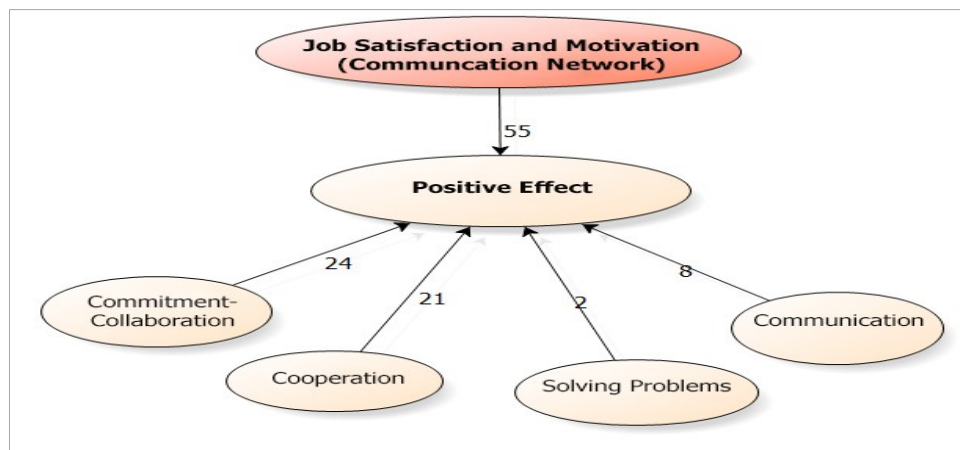 Job Satisfaction and Motivation
(Communcation Network)
55
Positive Effect
24
21
2
8
Commitment-
Collaboration
Cooperation
Solving Problems
Communication